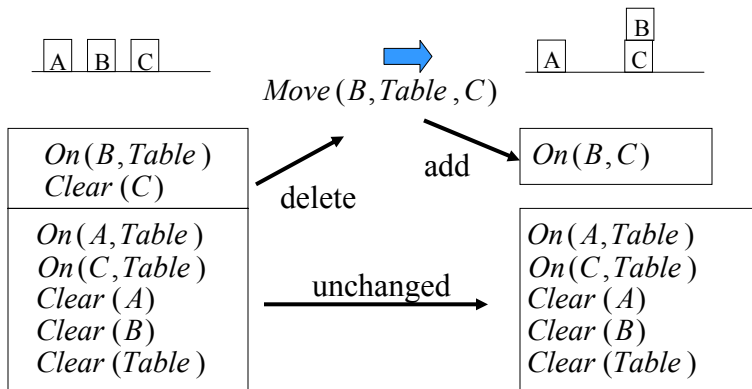 A B C
B
A C
Move (B,Table ,C)
On (B,Table )
Clear (C )
delete
add
On (B,C )
On (A,Table )
On (C ,Table )
Clear (A)
Clear (B)
Clear (Table )
unchanged
On (A,Table )
On (C ,Table )
Clear (A)
Clear (B)
Clear (Table )